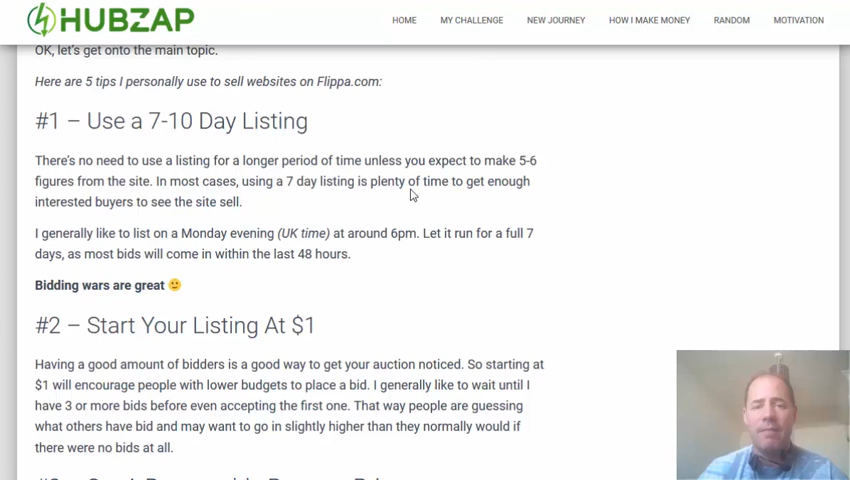 HUBZAP
HOME MY CHALLENGE NEW JOURNEY HOW I MAKE MONEY RANDOM MOTIVATION
OK, let's get onto the main topic.
Here are 5 tips I personally use to sell websites on Flippa.com:
#1 – Use a 7-10 Day Listing
There's no need to use a listing for a longer period of time unless you expect to make 5-6
figures from the site. In most cases, using a 7 day listing is plenty of time to get enough
interested buyers to see the site sell.
I generally like to list on a Monday evening (UK time) at around 6pm. Let it run for a full 7
days, as most bids will come in within the last 48 hours.
Bidding wars are great 🙂
#2 – Start Your Listing At $1
Having a good amount of bidders is a good way to get your auction noticed. So starting at
$1 will encourage people with lower budgets to place a bid. I generally like to wait until I
have 3 or more bids before even accepting the first one. That way people are guessing
what others have bid and may want to go in slightly higher than they normally would if
there were no bids at all.